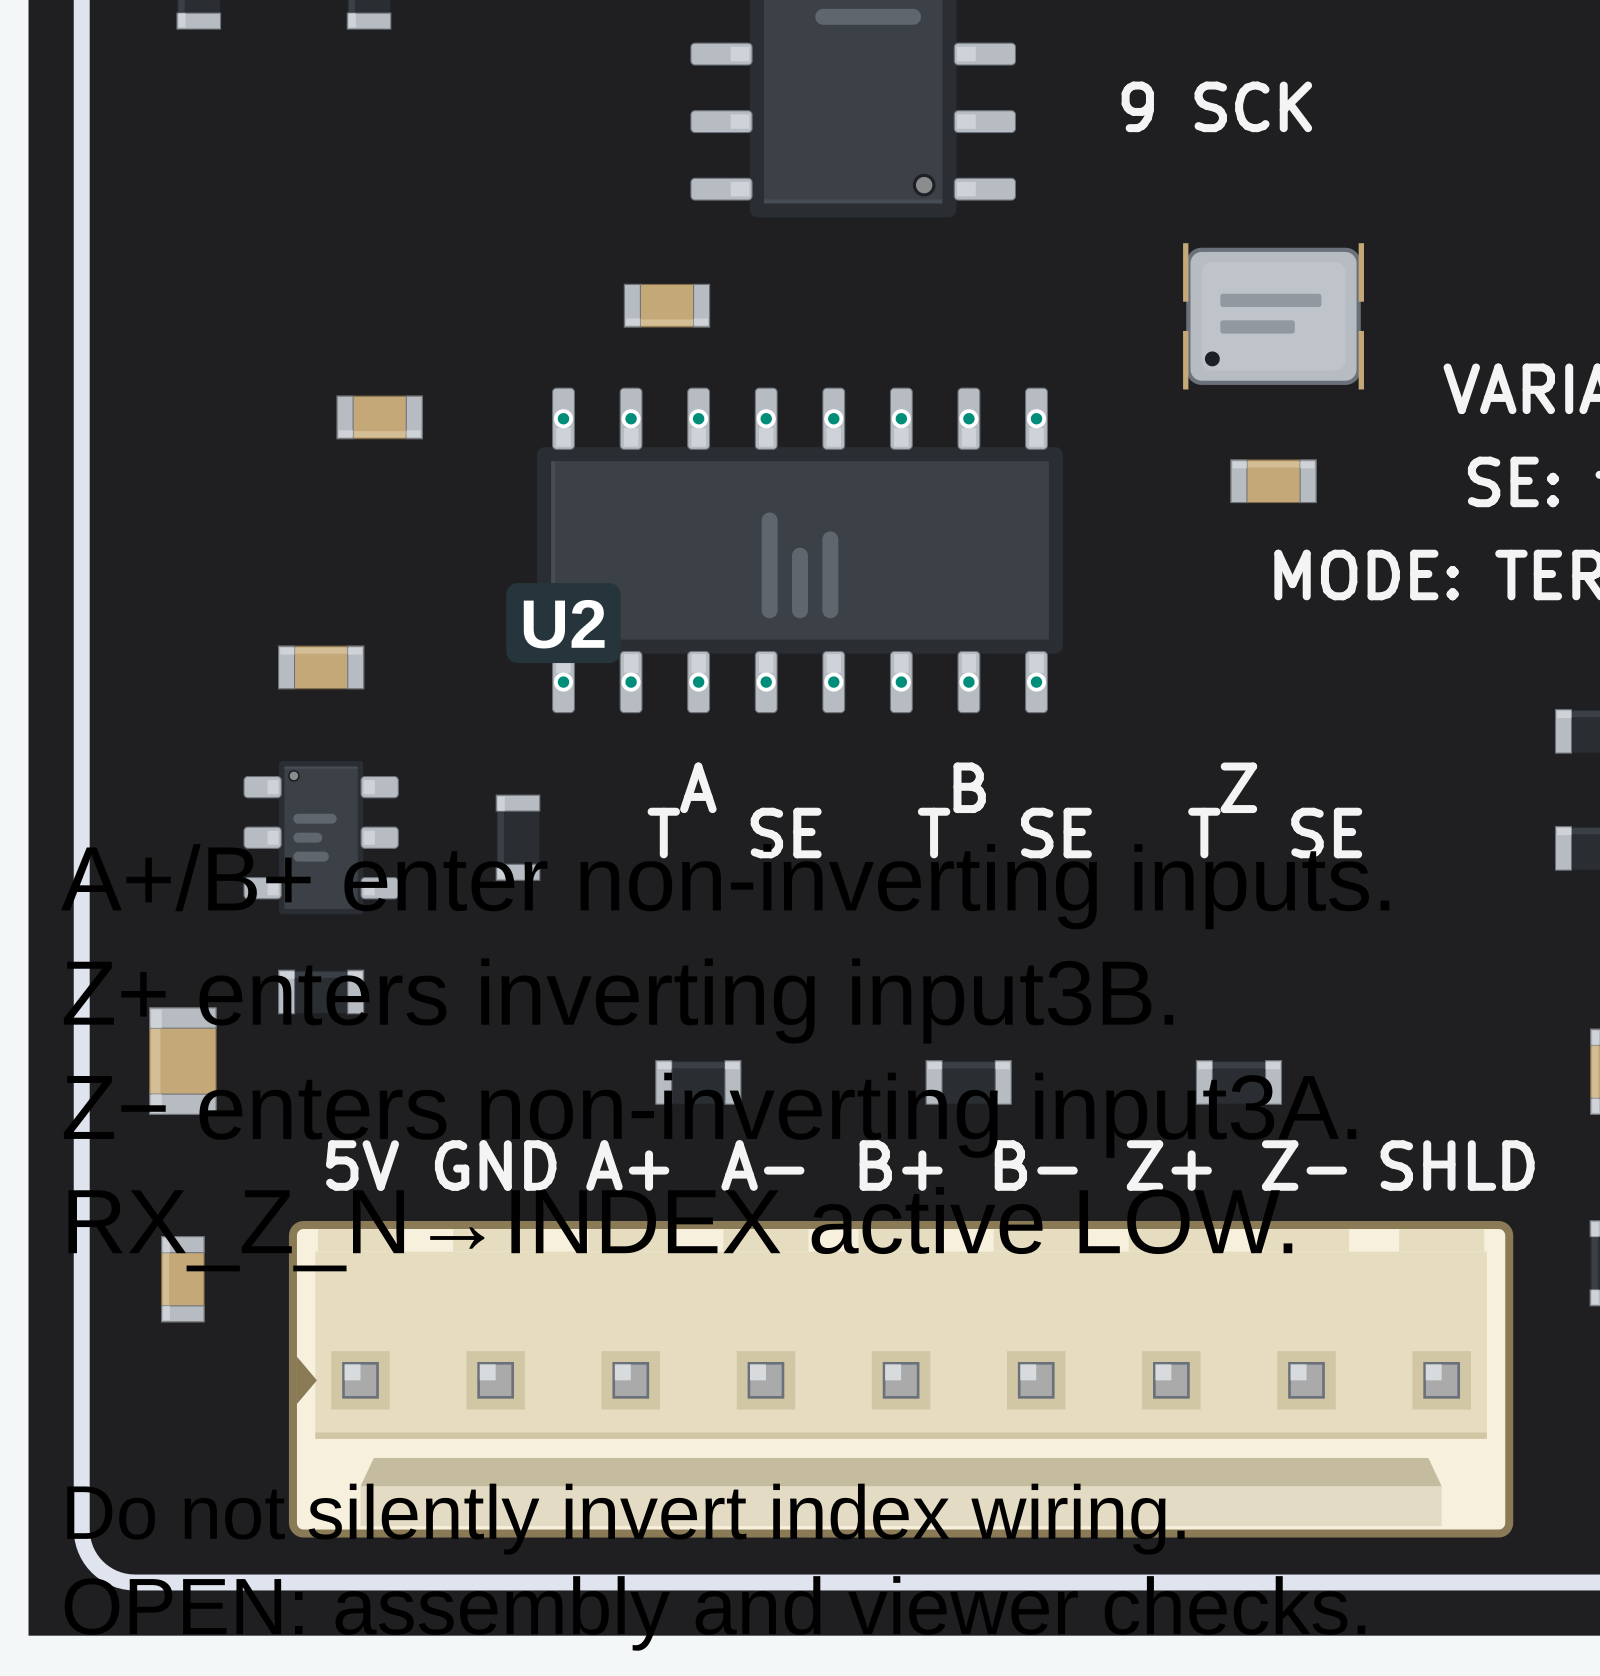 9 SCK
VARIA
SE:
MODE: TER
U2
A B Z
T SE T SE T SE
A+/B+ enter non-inverting inputs.
Z+ enters inverting input3B.
Z− enters non-inverting input3A.
5V GND A+ A− B+ B− Z+ Z− SHLD
RX_Z_N→INDEX active LOW.
Do not silently invert index wiring.
OPEN: assembly and viewer checks.